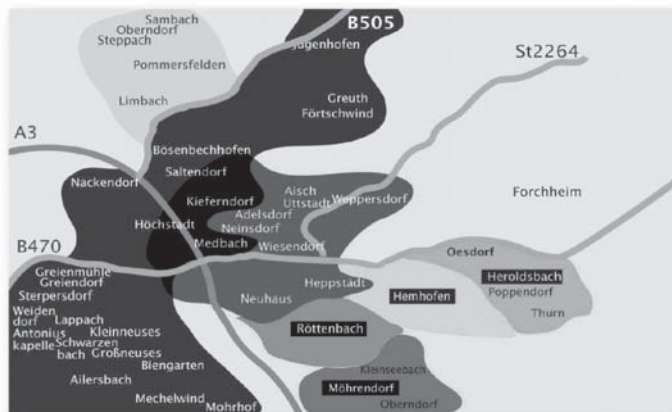 Sambach
Oberndorf
Steppach
B505
Jugenhofen
St2264
Pommersfelden
Limbach
Greuth
Förtschwind
A3
Bösenbechhofen
Saltendorf
Nackendorf
Aisch
Uttstadt
Weppersdorf
Forchheim
Kieferndorf
Adelsdorf
Neinsdorf
Höchstadt
Medbach
Wiesendorf
B470
Oesdorf
Greienmühle
Greiendorf
Sterpersdorf
Heppstädt
Heroldsbach
Poppendorf
Hemhofen
Neuhaus
Thurn
Weiden
dorf
Lappach
Antonius
kapelle
Kleinneuses
Schwarzen
bach
Großneuses
Röttenbach
Biengarten
Ailersbach
Kleinseebach
Möhrendorf
Mechelwind
Mohrhof
Oberndorf